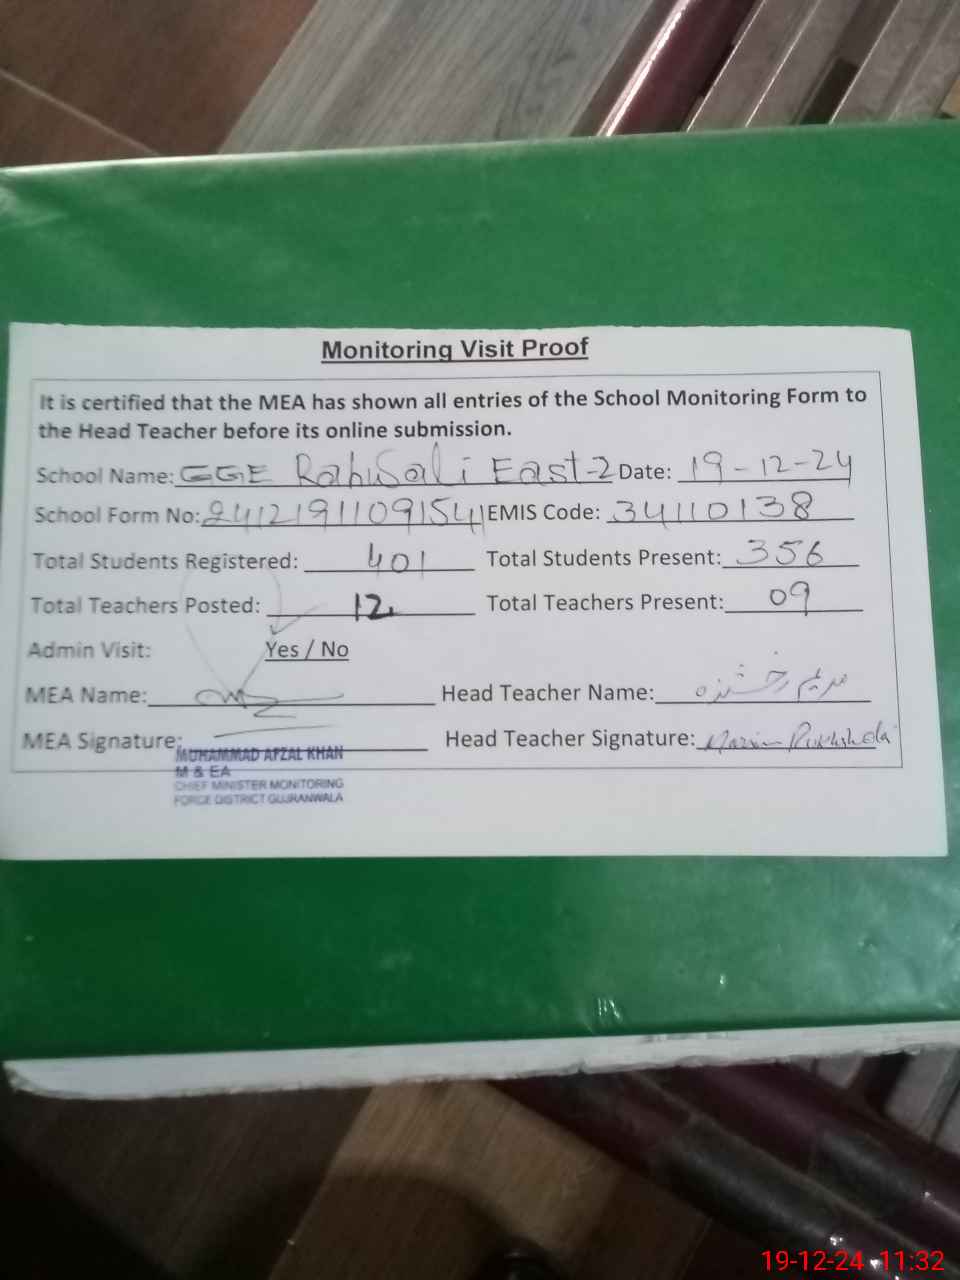 Monitoring Visit Proof
It is certified that the MEA has shown all entries of the School Monitoring Form to
the Head Teacher before its online submission.
School Name: GGE Rahwali East-2 Date: 19-12-24
School Form No: 2412191109154 EMIS Code: 34110138
Total Students Registered: 401 Total Students Present: 356
Total Teachers Posted: 12 Total Teachers Present: 09
Admin Visit: Yes / No
MEA Name: Head Teacher Name: مریم رخشندہ
MEA Signature: Head Teacher Signature: Mariam Rukhshda
MUHAMMAD AFZAL KHAN
M & EA
CHIEF MINISTER MONITORING
FORCE DISTRICT GUJRANWALA
19-12-24 11:32